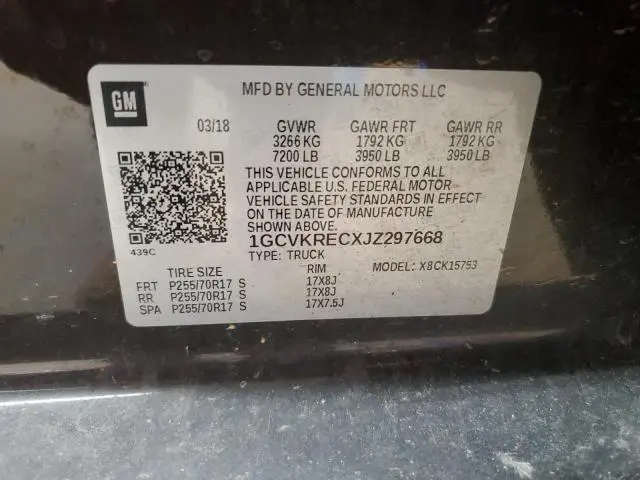 GM
MFD BY GENERAL MOTORS LLC
03/18 GVWR GAWR FRT GAWR RR
3266 KG 1792 KG 1792 KG
7200 LB 3950 LB 3950 LB
THIS VEHICLE CONFORMS TO ALL
APPLICABLE U.S. FEDERAL MOTOR
VEHICLE SAFETY STANDARDS IN EFFECT
ON THE DATE OF MANUFACTURE
SHOWN ABOVE.
1GCVKRECXJZ297668
439C
TYPE: TRUCK MODEL: X8CK15753
TIRE SIZE RIM
FRT P255/70R17 S 17X8J
RR P255/70R17 S 17X8J
SPA P255/70R17 S 17X7.5J